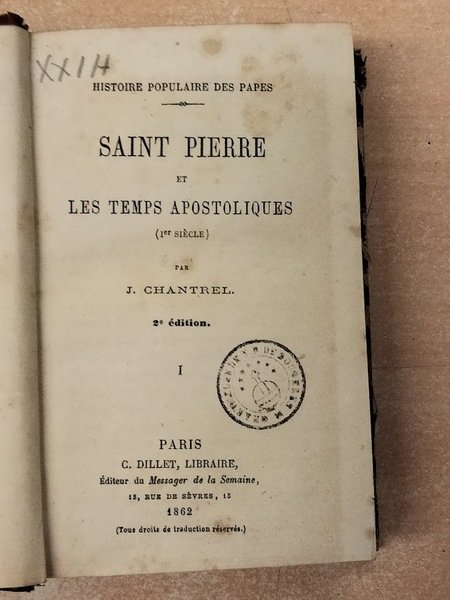 XXIH
HISTOIRE POPULAIRE DES PAPES
SAINT PIERRE
ET
LES TEMPS APOSTOLIQUES
(1er SIÈCLE)
PAR
J. CHANTREL.
2e édition.
I
PARIS
C. DILLET, LIBRAIRE,
Éditeur du Messager de la Semaine,
15, RUE DE SÈVRES, 15
1862
(Tous droits de traduction réservés.)